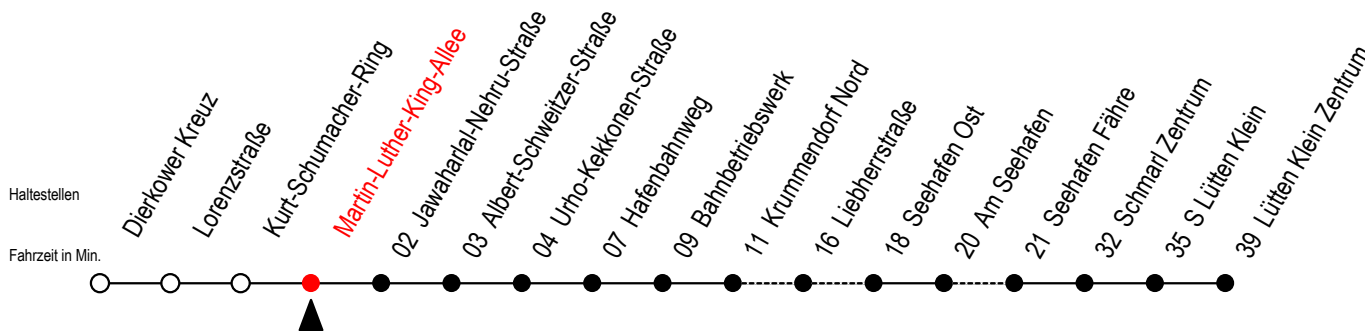 Haltestellen
Fahrzeit in Min.
Dierkower Kreuz
Lorenzstraße
Kurt-Schumacher-Ring
Martin-Luther-King-Allee
02 Jawaharlal-Nehru-Straße
03 Albert-Schweitzer-Straße
04 Urho-Kekkonen-Straße
07 Hafenbahnweg
09 Bahnbetriebswerk
11 Krummendorf Nord
16 Liebherrstraße
18 Seehafen Ost
20 Am Seehafen
21 Seehafen Fähre
32 Schmarl Zentrum
35 S Lütten Klein
39 Lütten Klein Zentrum